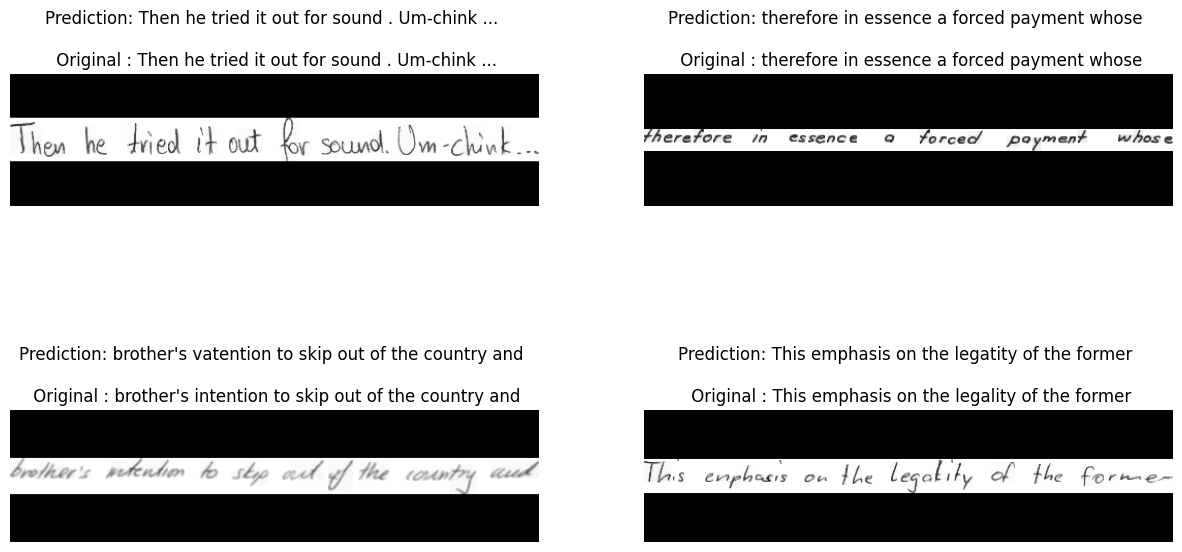 Prediction: Then he tried it out for sound . Um-chink ...
Original : Then he tried it out for sound . Um-chink ...
Then he tried it out for sound. Um-chink...
Prediction: therefore in essence a forced payment whose
Original : therefore in essence a forced payment whose
therefore in essence a forced payment whose
Prediction: brother's vatention to skip out of the country and
Original : brother's intention to skip out of the country and
brother's intention to skip out of the country and
Prediction: This emphasis on the legatity of the former
Original : This emphasis on the legality of the former
This emphasis on the legality of the former